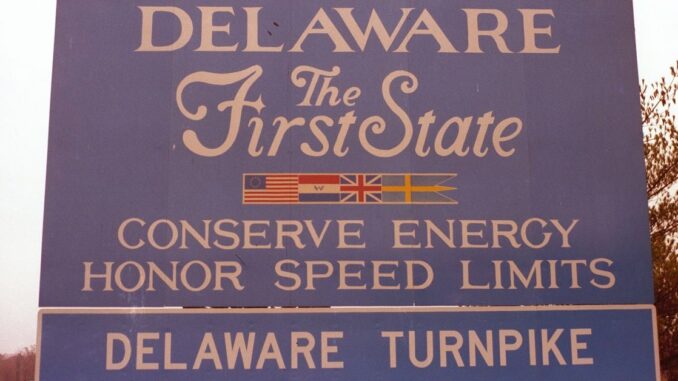 DELAWARE
The
First State
CONSERVE ENERGY
HONOR SPEED LIMITS
DELAWARE TURNPIKE